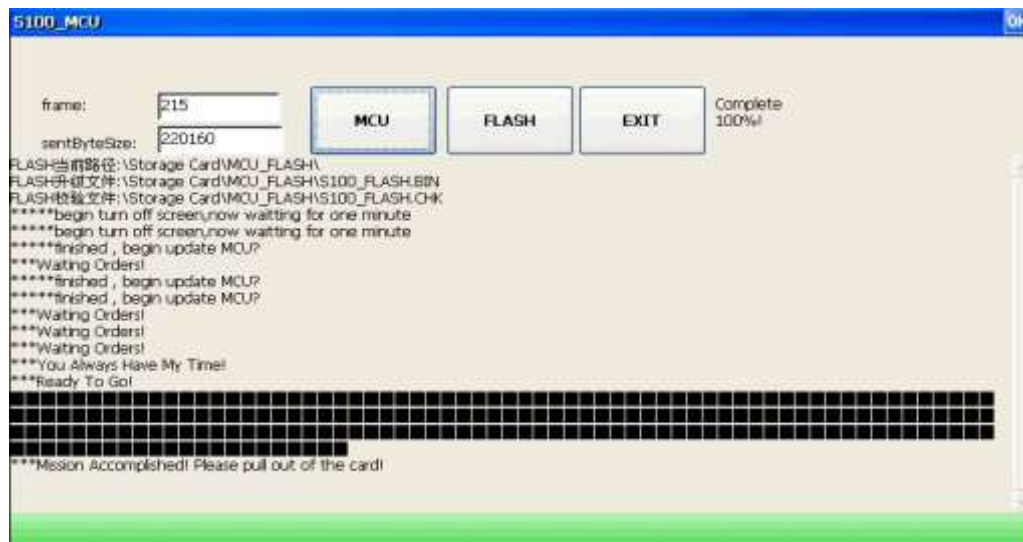 S100_MCU
OK
frame:
215
sentByteSize:
220160
MCU
FLASH
EXIT
Complete
100%!
FLASH当前路径:\Storage Card\MCU_FLASH\
FLASH升级文件:\Storage Card\MCU_FLASH\S100_FLASH.BIN
FLASH校验文件:\Storage Card\MCU_FLASH\S100_FLASH.CHK
*****begin turn off screen,now waitting for one minute
*****begin turn off screen,now waitting for one minute
*****finished , begin update MCU?
***Waiting Orders!
*****finished , begin update MCU?
*****finished , begin update MCU?
***Waiting Orders!
***Waiting Orders!
***Waiting Orders!
***You Always Have My Time!
***Ready To Go!
***Mission Accomplished! Please pull out of the card!